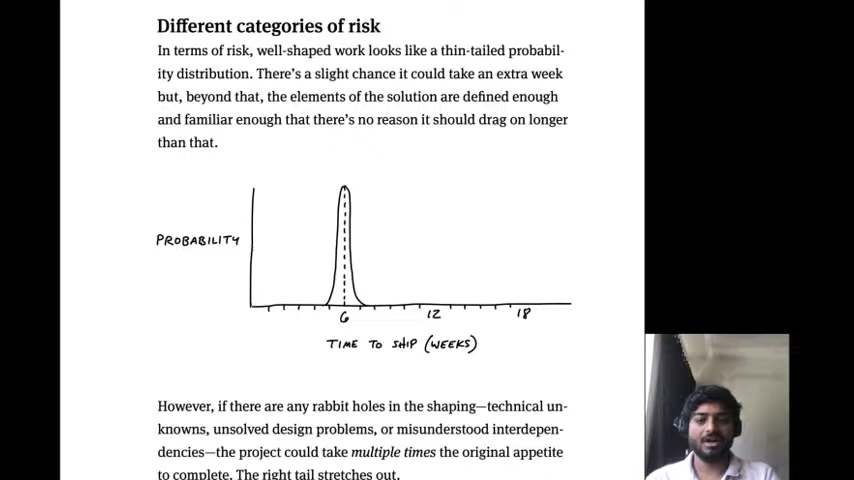 Different categories of risk
In terms of risk, well-shaped work looks like a thin-tailed probabil-
ity distribution. There’s a slight chance it could take an extra week
but, beyond that, the elements of the solution are defined enough
and familiar enough that there’s no reason it should drag on longer
than that.
PROBABILITY
6 12 18
TIME TO SHIP (WEEKS)
However, if there are any rabbit holes in the shaping—technical un-
knowns, unsolved design problems, or misunderstood interdepen-
dencies—the project could take multiple times the original appetite
to complete. The right tail stretches out.